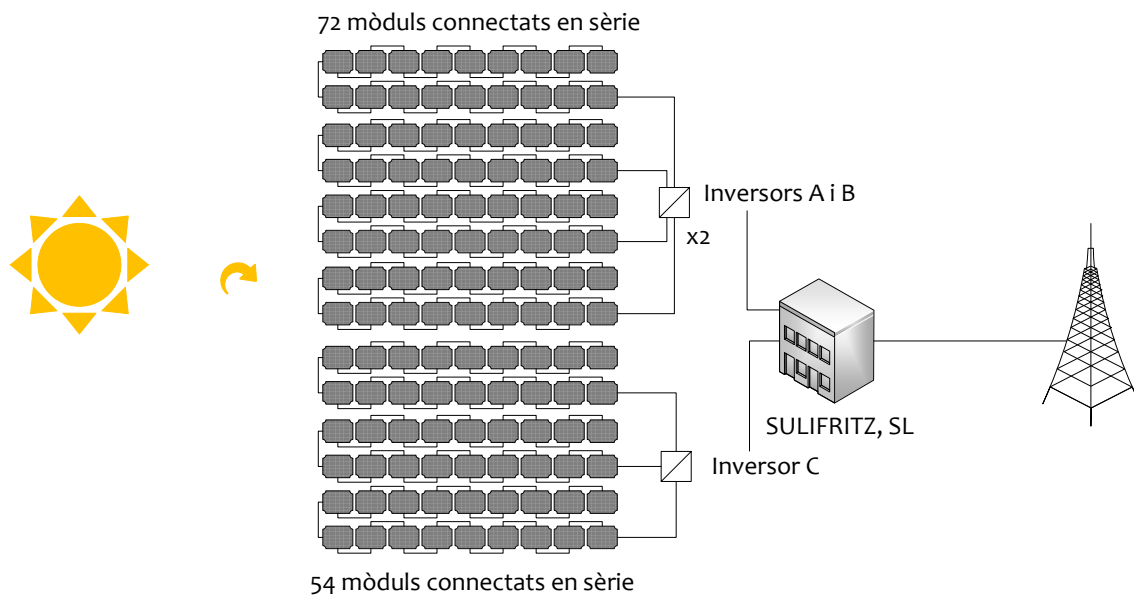 72 mòduls connectats en sèrie
Inversors A i B
x2
SULIFRITZ, SL
Inversor C
54 mòduls connectats en sèrie